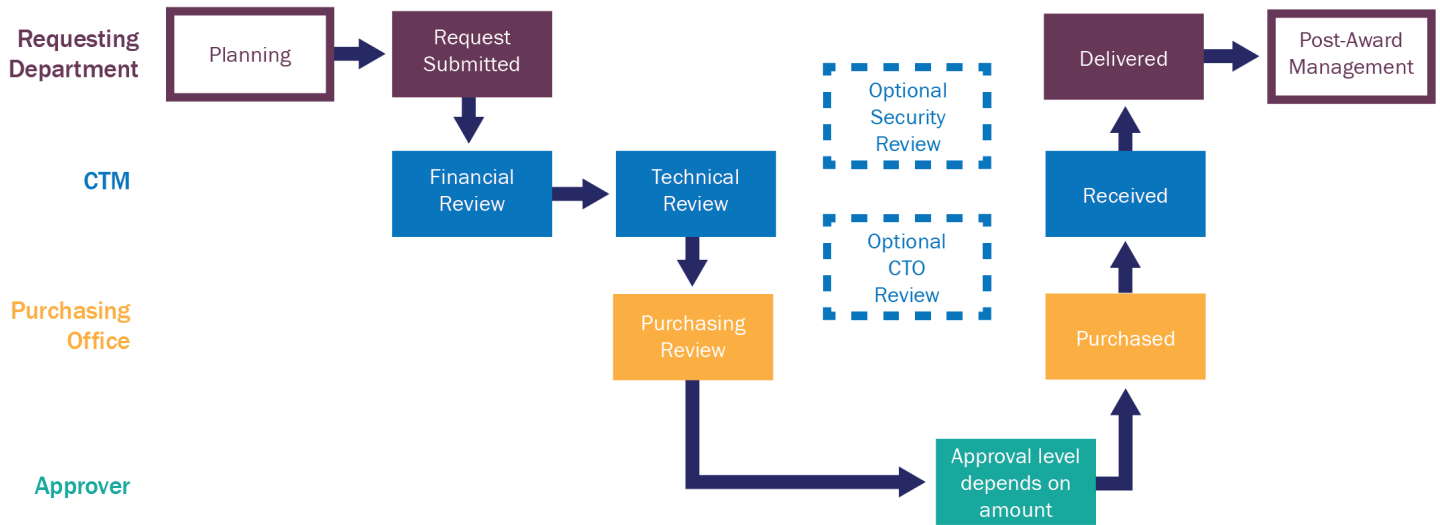 Requesting
Department
Planning
Request
Submitted
Optional
Security
Review
Delivered
Post-Award
Management
CTM
Financial
Review
Technical
Review
Optional
CTO
Review
Received
Purchasing
Office
Purchasing
Review
Purchased
Approver
Approval level
depends on
amount